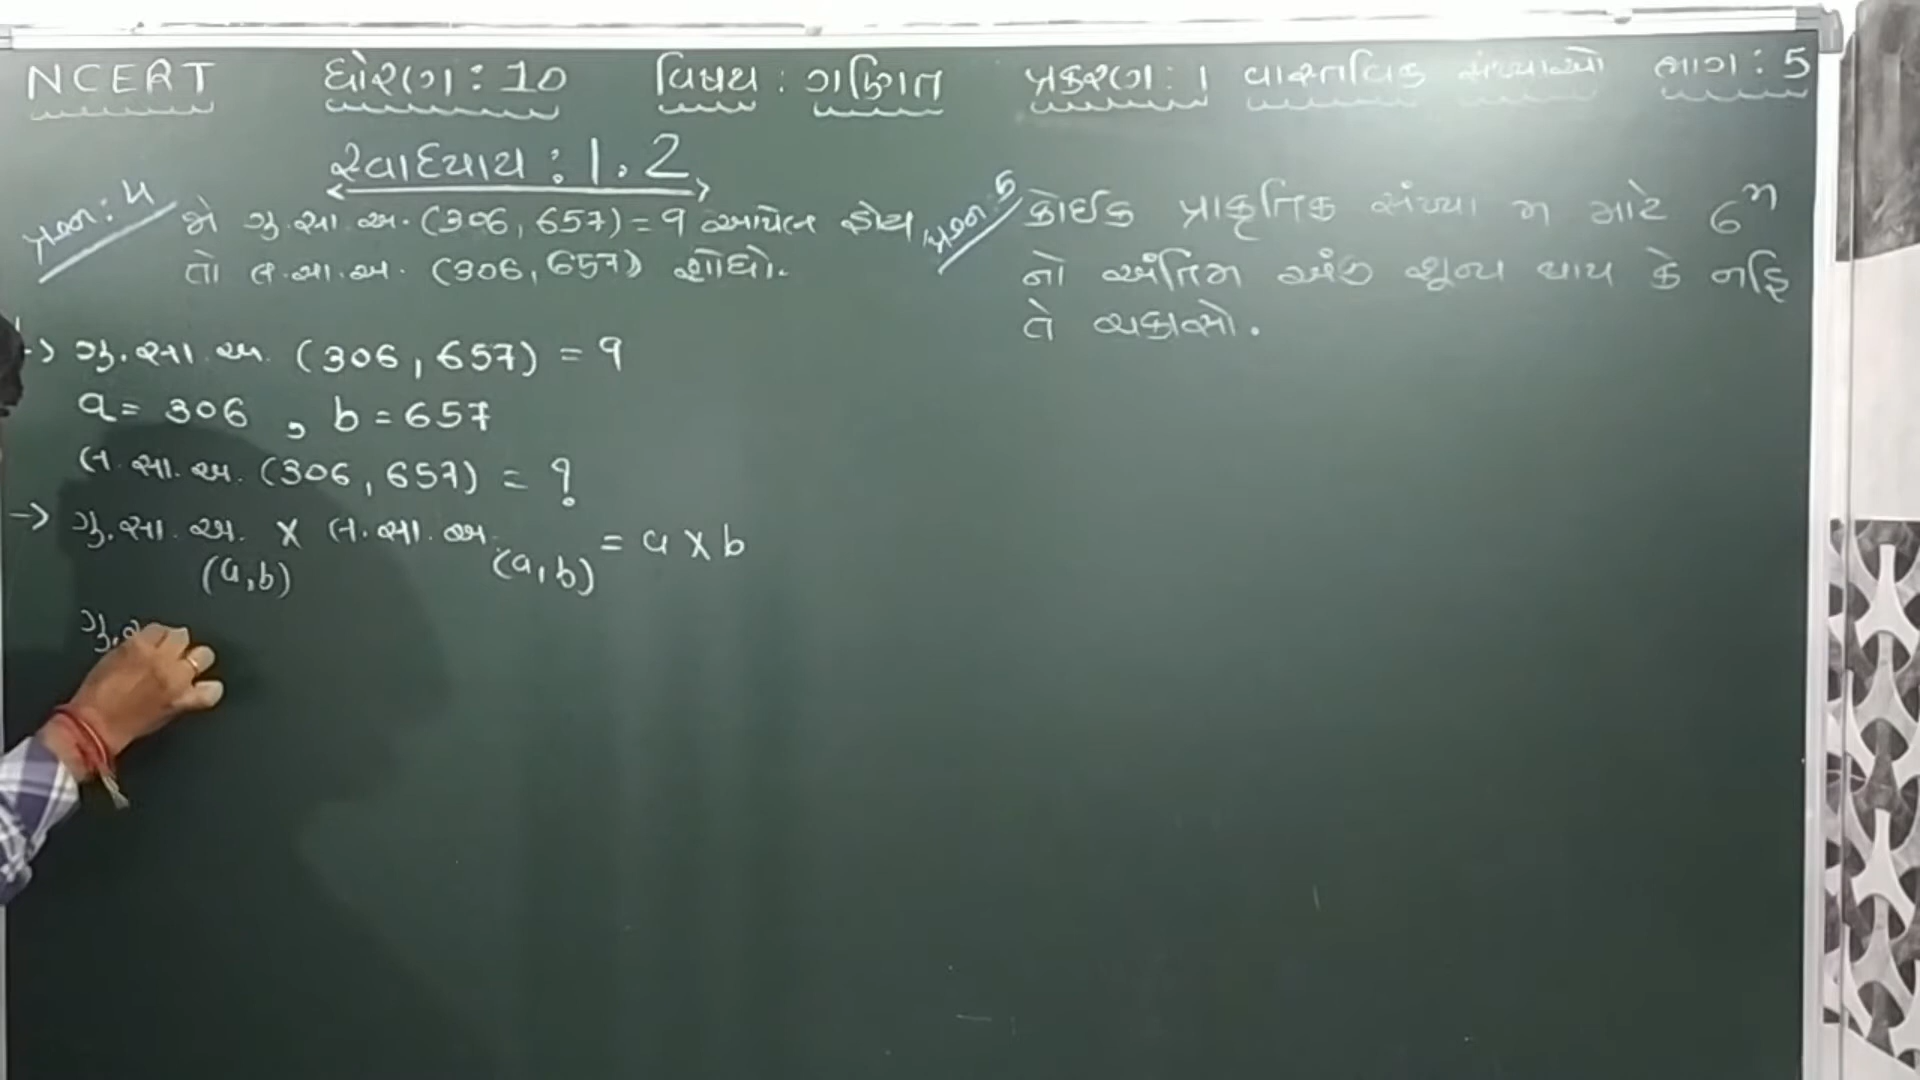 NCERT ધોરણ : 10 વિષય : ગણિત પ્રકરણ : 1 વાસ્તવિક સંખ્યાઓ ભાગ : 5
સ્વાધ્યાય : 1.2
પ્રશ્ન : 4 જો ગુ.સા.અ. (306, 657) = 9 આપેલ હોય,
તો લ.સા.અ. (306, 657) શોધો.
→ ગુ.સા.અ. (306, 657) = 9
a = 306 , b = 657
લ.સા.અ. (306, 657) = ?
→ ગુ.સા.અ. (a,b) × લ.સા.અ. (a,b) = a × b
ગુ.સ
પ્રશ્ન : 5 કોઈક પ્રાકૃતિક સંખ્યા n માટે 6ⁿ
નો અંતિમ અંક શૂન્ય થાય કે નહિ
તે ચકાસો.